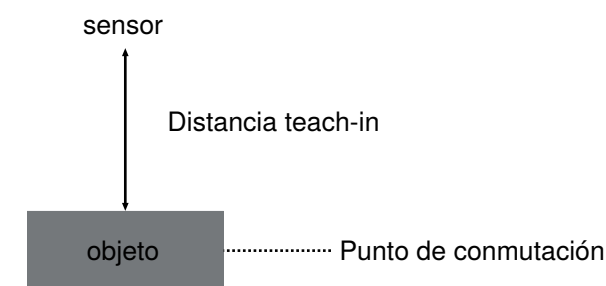 sensor
Distancia teach-in
objeto
Punto de conmutación